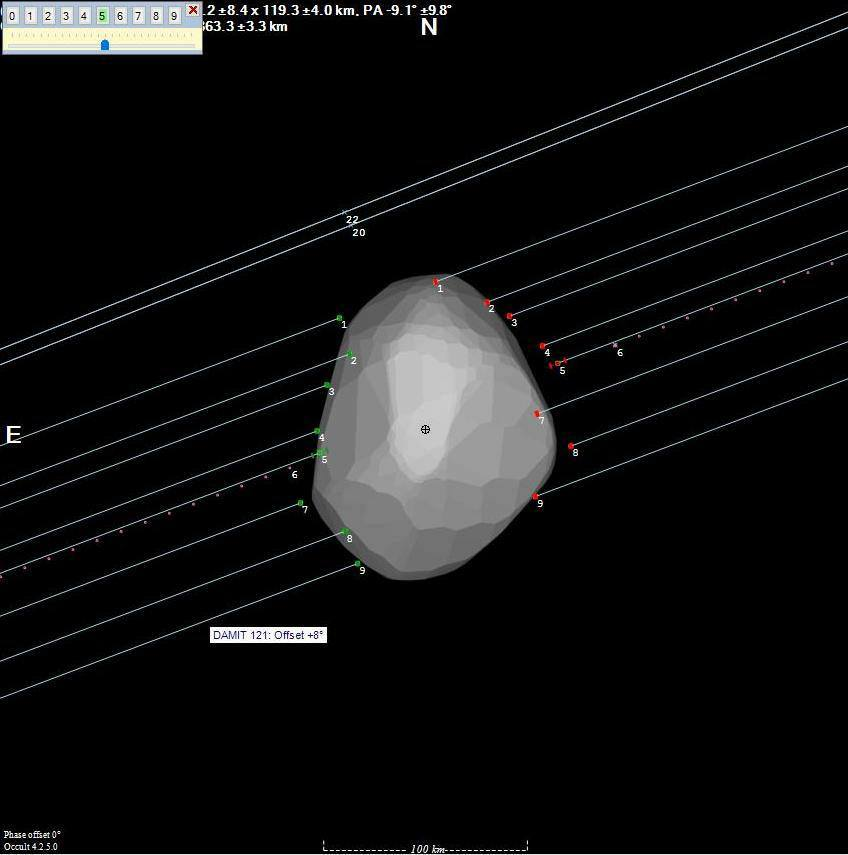 0 1 2 3 4 5 6 7 8 9
.2 ±8.4 x 119.3 ±4.0 km, PA -9.1° ±9.8°
63.3 ±3.3 km
N
22
20
1
1
2
3
2
4
6
3
5
7
E
4
8
5
6
9
7
8
9
DAMIT 121: Offset +8°
Phase offset 0°
Occult 4.2.5.0
100 km